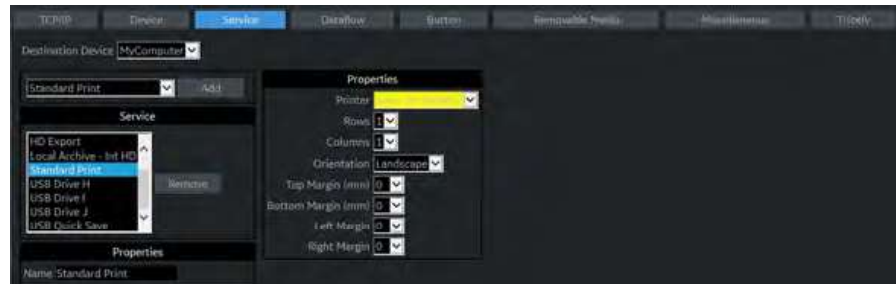 TCP/IP Device Service Dataflow Button Removable Media Miscellaneous Tricefy
Destination Device MyComputer
Standard Print Add
Service
HD Export
Local Archive - Int HD
Standard Print
USB Drive H
USB Drive I
USB Drive J
USB Quick Save
Remove
Properties
Name Standard Print
Properties
Printer
Rows 1
Columns 1
Orientation Landscape
Top Margin (mm) 0
Bottom Margin (mm) 0
Left Margin 0
Right Margin 0